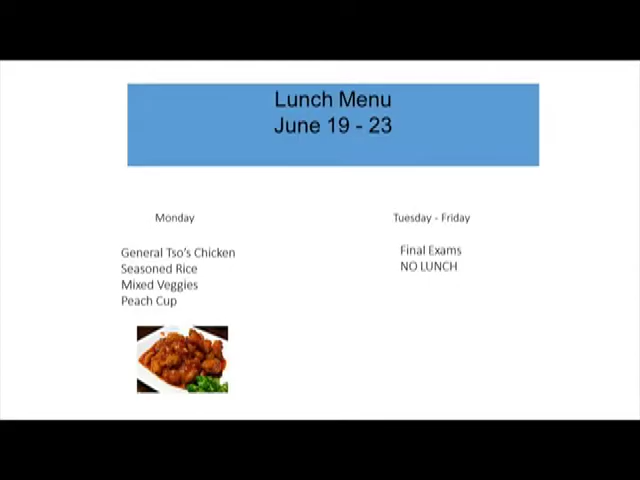 Lunch Menu
June 19 - 23
Monday
General Tso's Chicken
Seasoned Rice
Mixed Veggies
Peach Cup
Tuesday - Friday
Final Exams
NO LUNCH